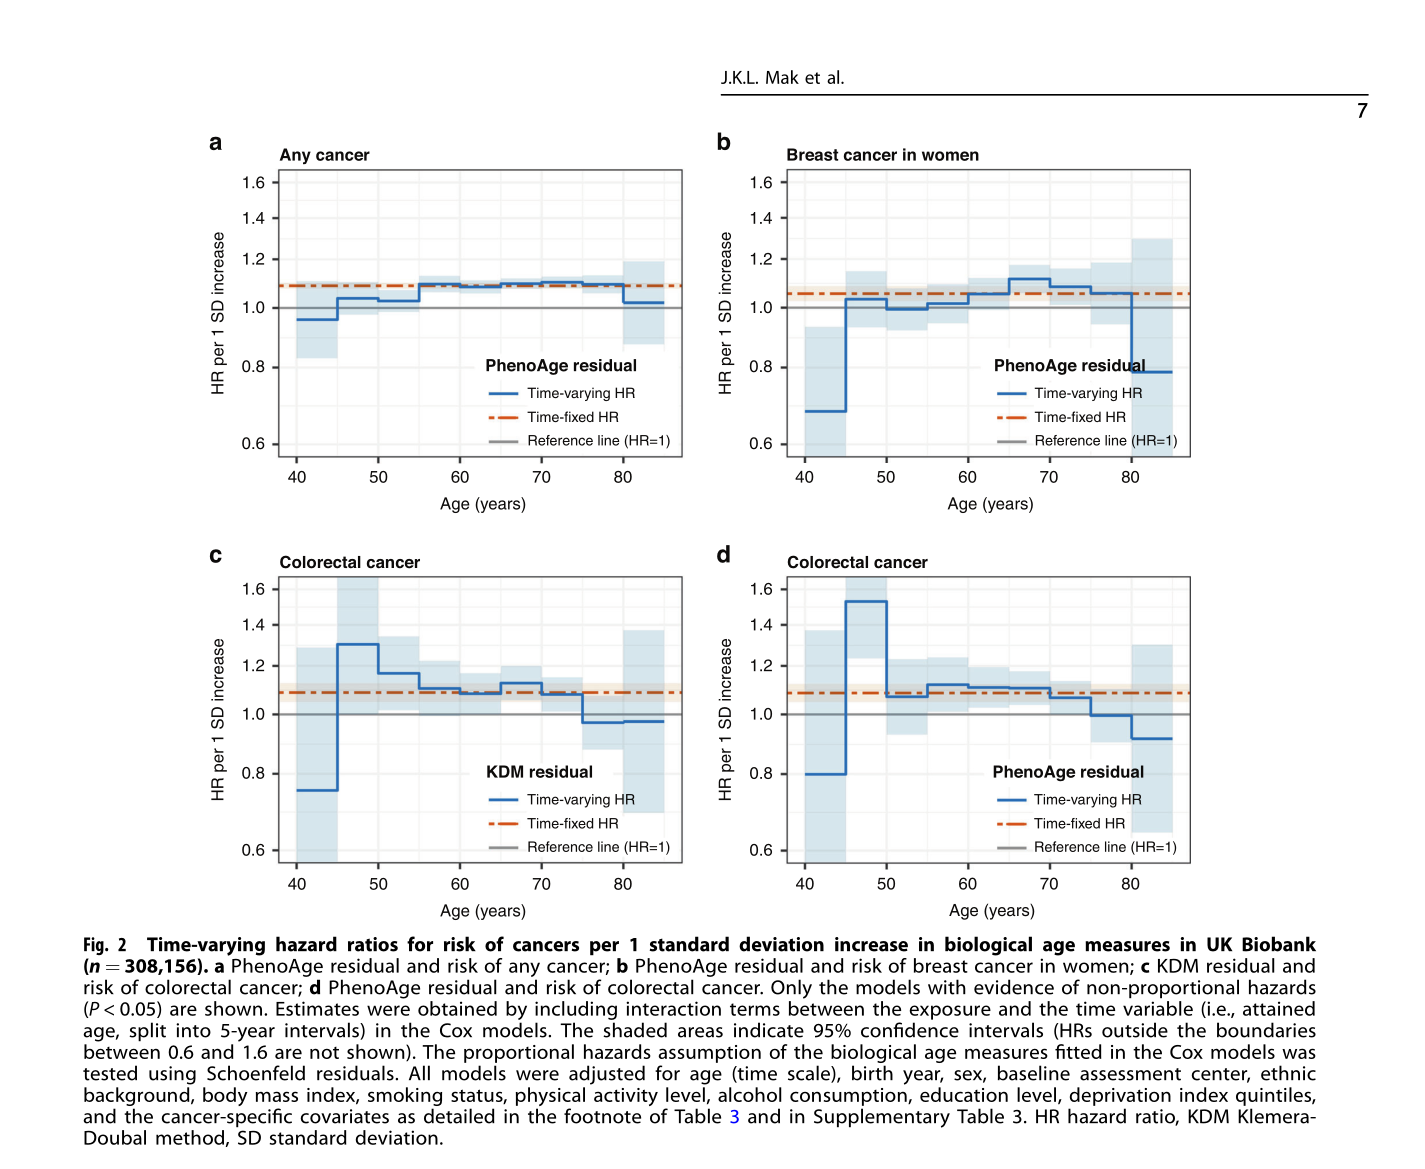 J.K.L. Mak et al.
7
a
Any cancer
HR per 1 SD increase
1.6
1.4
1.2
1.0
0.8
0.6
PhenoAge residual
Time-varying HR
Time-fixed HR
Reference line (HR=1)
40 50 60 70 80
Age (years)
b
Breast cancer in women
HR per 1 SD increase
1.6
1.4
1.2
1.0
0.8
0.6
PhenoAge residual
Time-varying HR
Time-fixed HR
Reference line (HR=1)
40 50 60 70 80
Age (years)
c
Colorectal cancer
HR per 1 SD increase
1.6
1.4
1.2
1.0
0.8
0.6
KDM residual
Time-varying HR
Time-fixed HR
Reference line (HR=1)
40 50 60 70 80
Age (years)
d
Colorectal cancer
HR per 1 SD increase
1.6
1.4
1.2
1.0
0.8
0.6
PhenoAge residual
Time-varying HR
Time-fixed HR
Reference line (HR=1)
40 50 60 70 80
Age (years)
Fig. 2 Time-varying hazard ratios for risk of cancers per 1 standard deviation increase in biological age measures in UK Biobank
(n = 308,156). a PhenoAge residual and risk of any cancer; b PhenoAge residual and risk of breast cancer in women; c KDM residual and
risk of colorectal cancer; d PhenoAge residual and risk of colorectal cancer. Only the models with evidence of non-proportional hazards
(P < 0.05) are shown. Estimates were obtained by including interaction terms between the exposure and the time variable (i.e., attained
age, split into 5-year intervals) in the Cox models. The shaded areas indicate 95% confidence intervals (HRs outside the boundaries
between 0.6 and 1.6 are not shown). The proportional hazards assumption of the biological age measures fitted in the Cox models was
tested using Schoenfeld residuals. All models were adjusted for age (time scale), birth year, sex, baseline assessment center, ethnic
background, body mass index, smoking status, physical activity level, alcohol consumption, education level, deprivation index quintiles,
and the cancer-specific covariates as detailed in the footnote of Table 3 and in Supplementary Table 3. HR hazard ratio, KDM Klemera-
Doubal method, SD standard deviation.